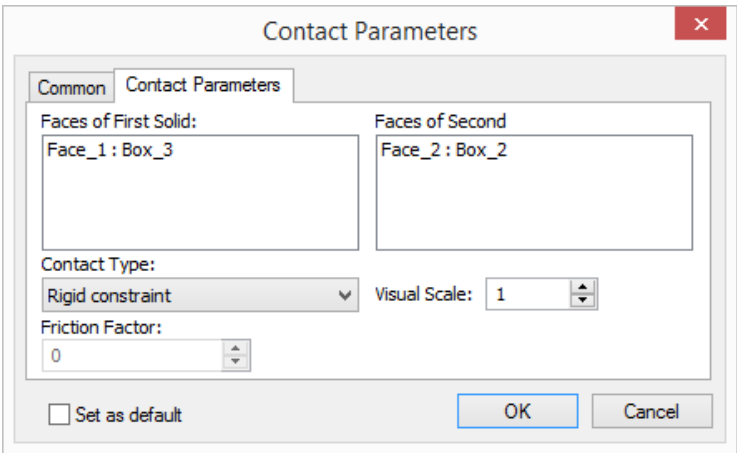 Contact Parameters
Common Contact Parameters
Faces of First Solid: Faces of Second
Face_1 : Box_3 Face_2 : Box_2
Contact Type:
Rigid constraint Visual Scale: 1
Friction Factor:
0
Set as default OK Cancel